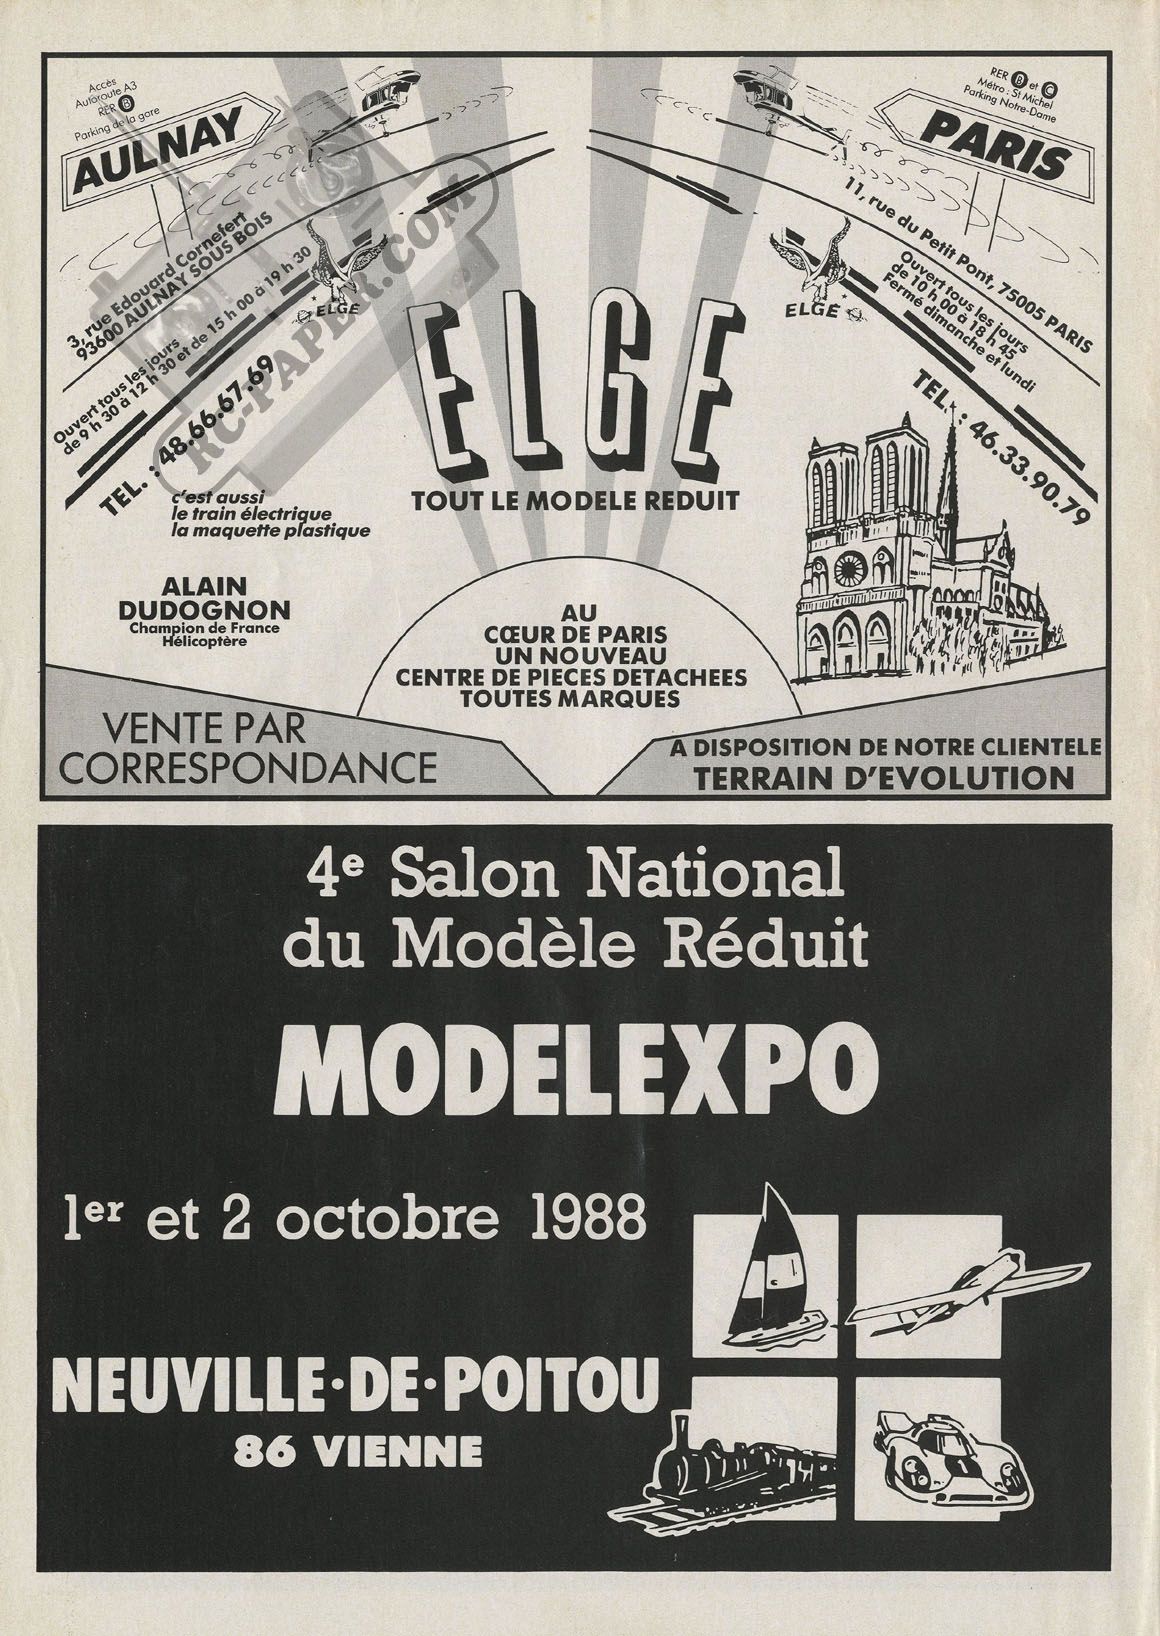 Accès
Autoroute A3
RER B
Parking de la gare
AULNAY
3, rue Edouard Cornefert
93600 AULNAY SOUS BOIS
Ouvert tous les jours
de 9 h 30 à 12 h 30 et de 15 h 00 à 19 h 30
TEL. : 48.66.67.69
ELGÉ
RC-PAPER.COM
RER B et C
Métro : St Michel
Parking Notre-Dame
PARIS
11, rue du Petit Pont, 75005 PARIS
Ouvert tous les jours
de 10 h 00 à 18 h 45
Fermé dimanche et lundi
TEL. : 46.33.90.79
ELGÉ
ELGE
TOUT LE MODELE REDUIT
c'est aussi
le train électrique
la maquette plastique
ALAIN
DUDOGNON
Champion de France
Hélicoptère
AU
CŒUR DE PARIS
UN NOUVEAU
CENTRE DE PIECES DETACHEES
TOUTES MARQUES
VENTE PAR
CORRESPONDANCE
A DISPOSITION DE NOTRE CLIENTELE
TERRAIN D'EVOLUTION
4e Salon National
du Modèle Réduit
MODELEXPO
1er et 2 octobre 1988
NEUVILLE-DE-POITOU
86 VIENNE